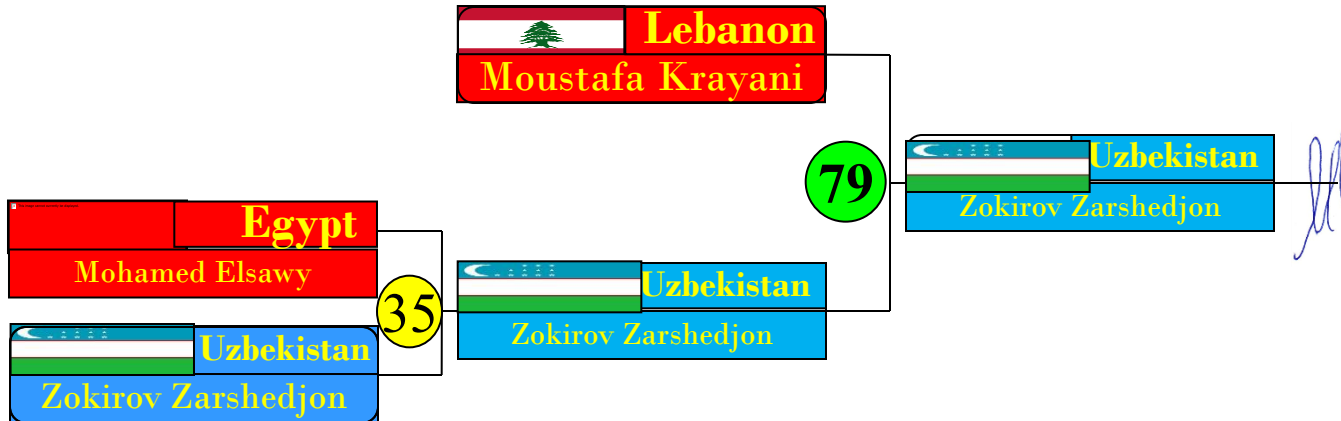 Lebanon
Moustafa Krayani
79
Uzbekistan
Zokirov Zarshedjon
Egypt
Mohamed Elsawy
35
Uzbekistan
Zokirov Zarshedjon
Uzbekistan
Zokirov Zarshedjon